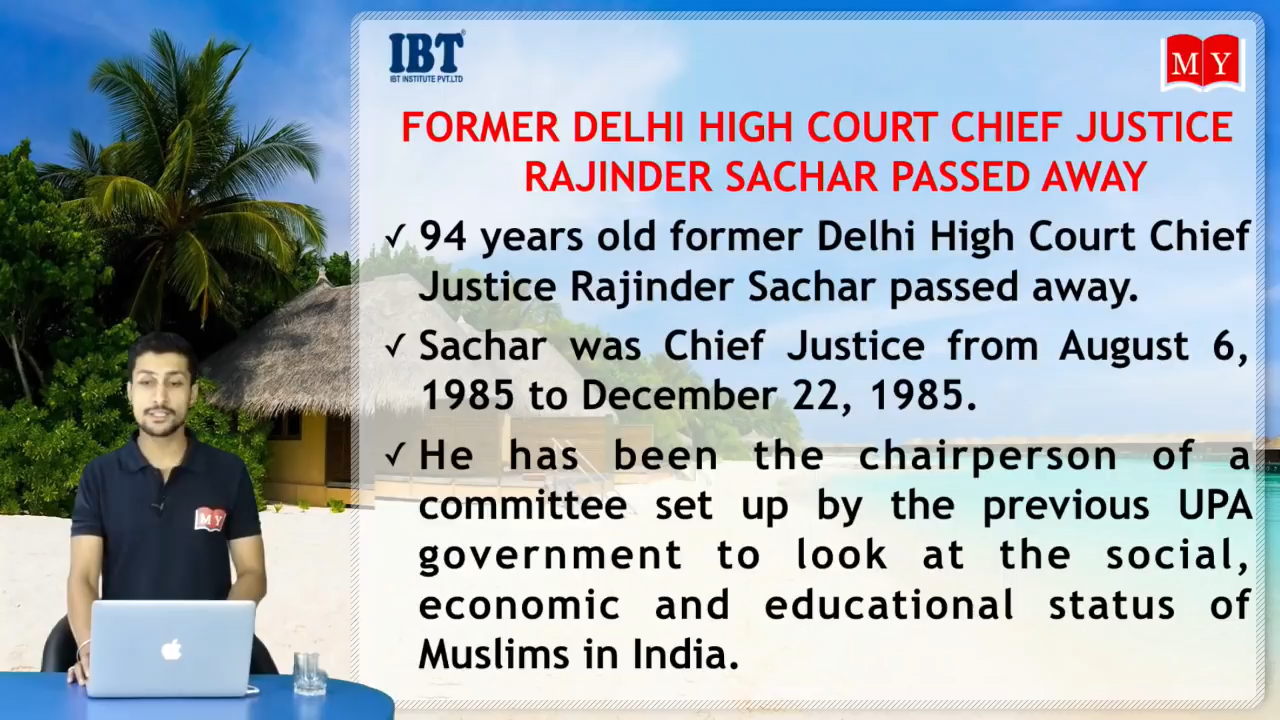 IBT
IBT INSTITUTE PVT.LTD
M Y
FORMER DELHI HIGH COURT CHIEF JUSTICE
RAJINDER SACHAR PASSED AWAY
✓ 94 years old former Delhi High Court Chief
Justice Rajinder Sachar passed away.
✓ Sachar was Chief Justice from August 6,
1985 to December 22, 1985.
✓ He has been the chairperson of a
committee set up by the previous UPA
government to look at the social,
economic and educational status of
Muslims in India.
MY